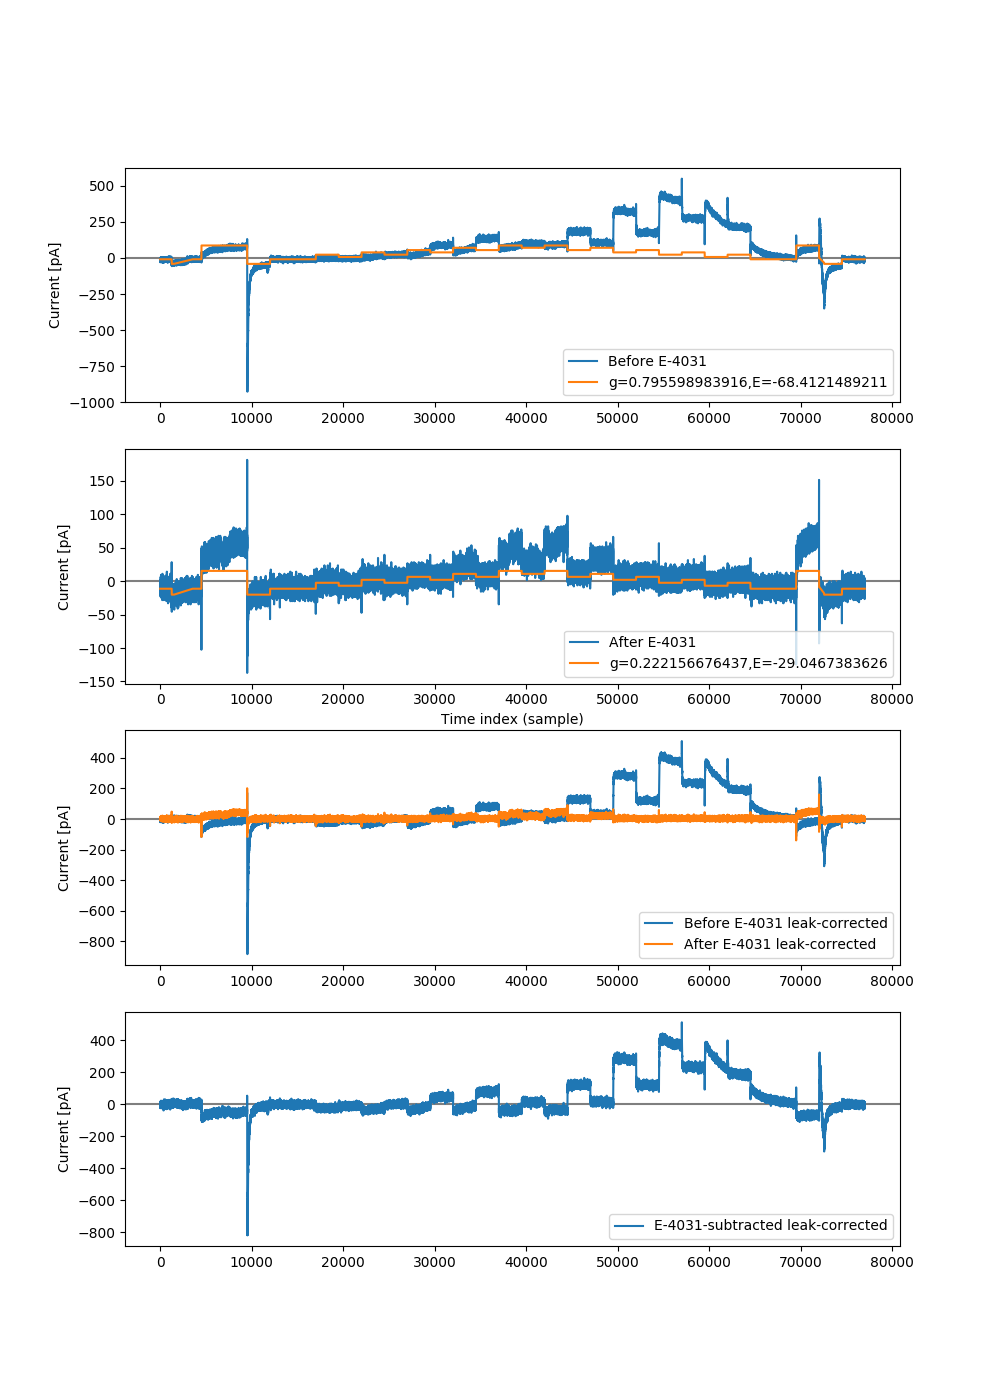 500
250
0
−250
−500
−750
−1000
Current [pA]
Before E-4031
g=0.795598983916,E=-68.4121489211
0 10000 20000 30000 40000 50000 60000 70000 80000
150
100
50
0
−50
−100
−150
Current [pA]
After E-4031
g=0.222156676437,E=-29.0467383626
0 10000 20000 30000 40000 50000 60000 70000 80000
Time index (sample)
400
200
0
−200
−400
−600
−800
Current [pA]
Before E-4031 leak-corrected
After E-4031 leak-corrected
0 10000 20000 30000 40000 50000 60000 70000 80000
400
200
0
−200
−400
−600
−800
Current [pA]
E-4031-subtracted leak-corrected
0 10000 20000 30000 40000 50000 60000 70000 80000